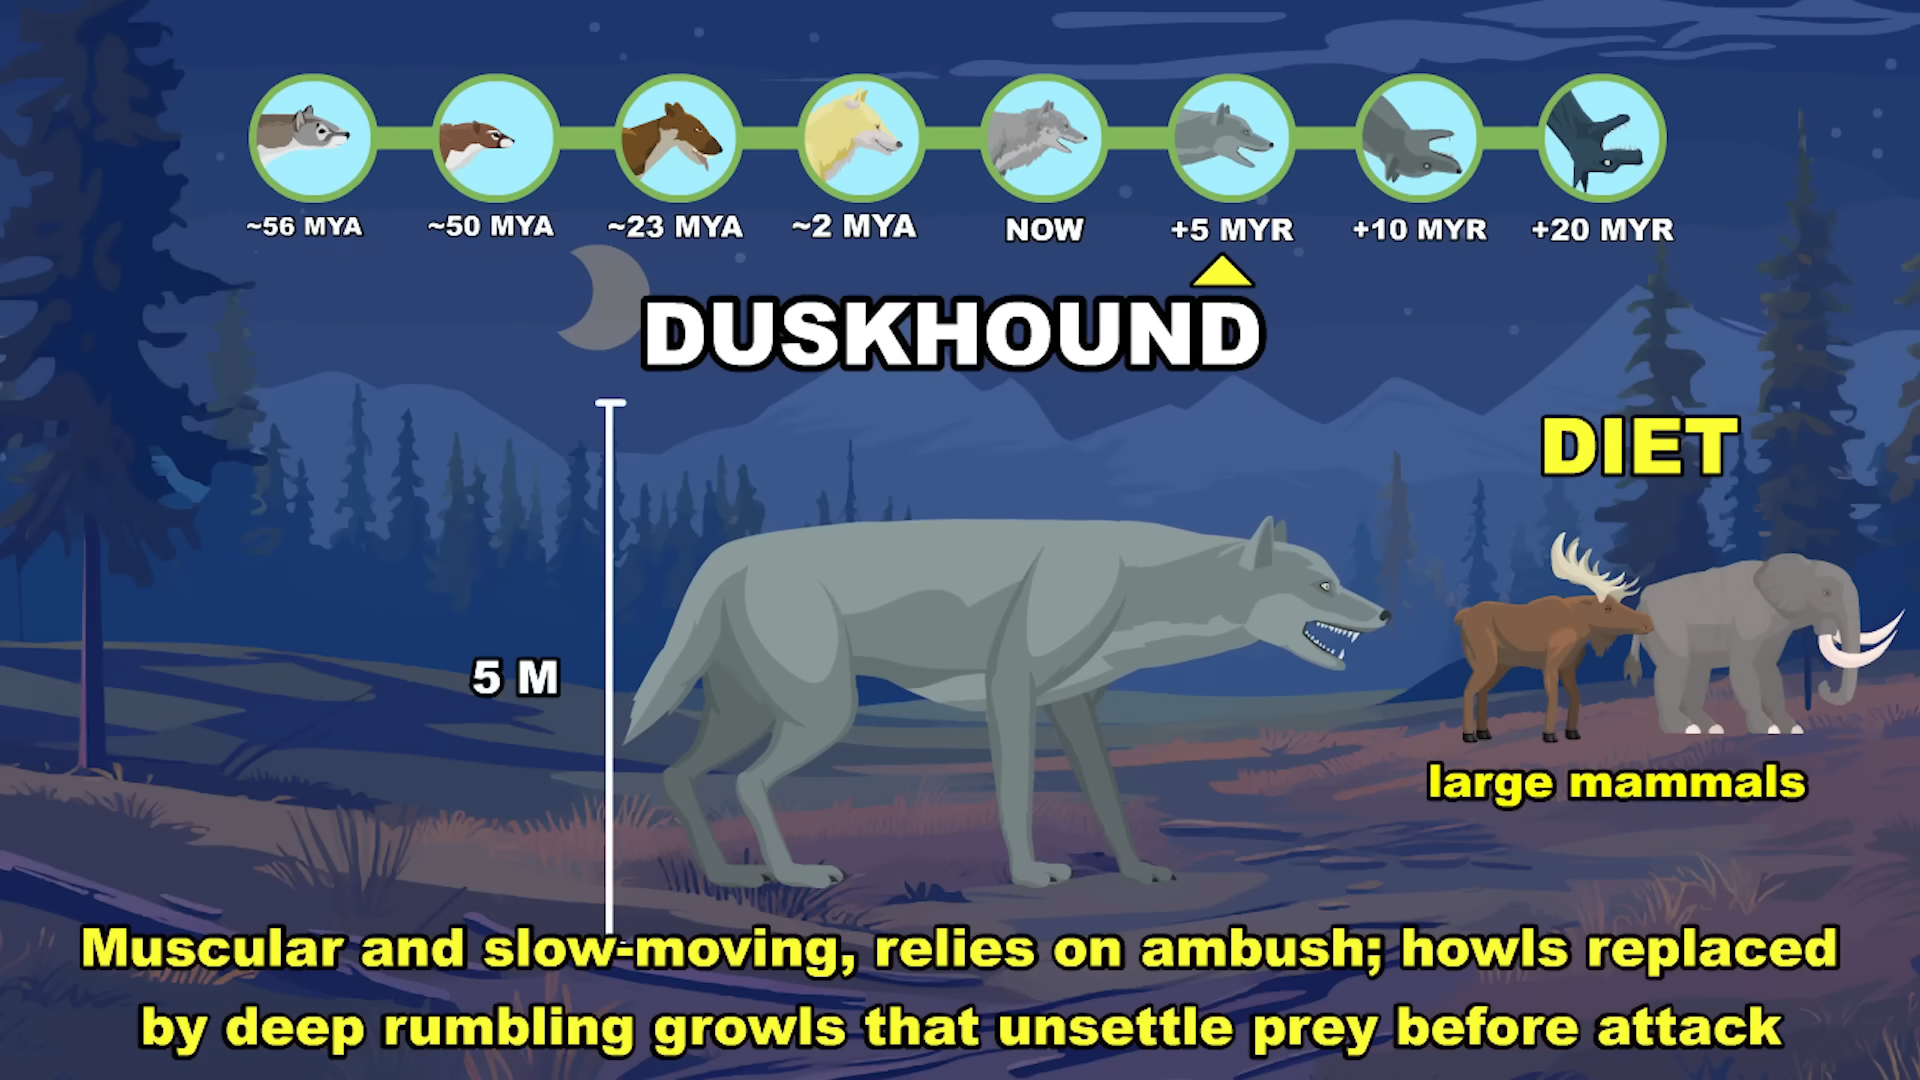 ~56 MYA ~50 MYA ~23 MYA ~2 MYA NOW +5 MYR +10 MYR +20 MYR
DUSKHOUND
DIET
5 M
large mammals
Muscular and slow-moving, relies on ambush; howls replaced
by deep rumbling growls that unsettle prey before attack